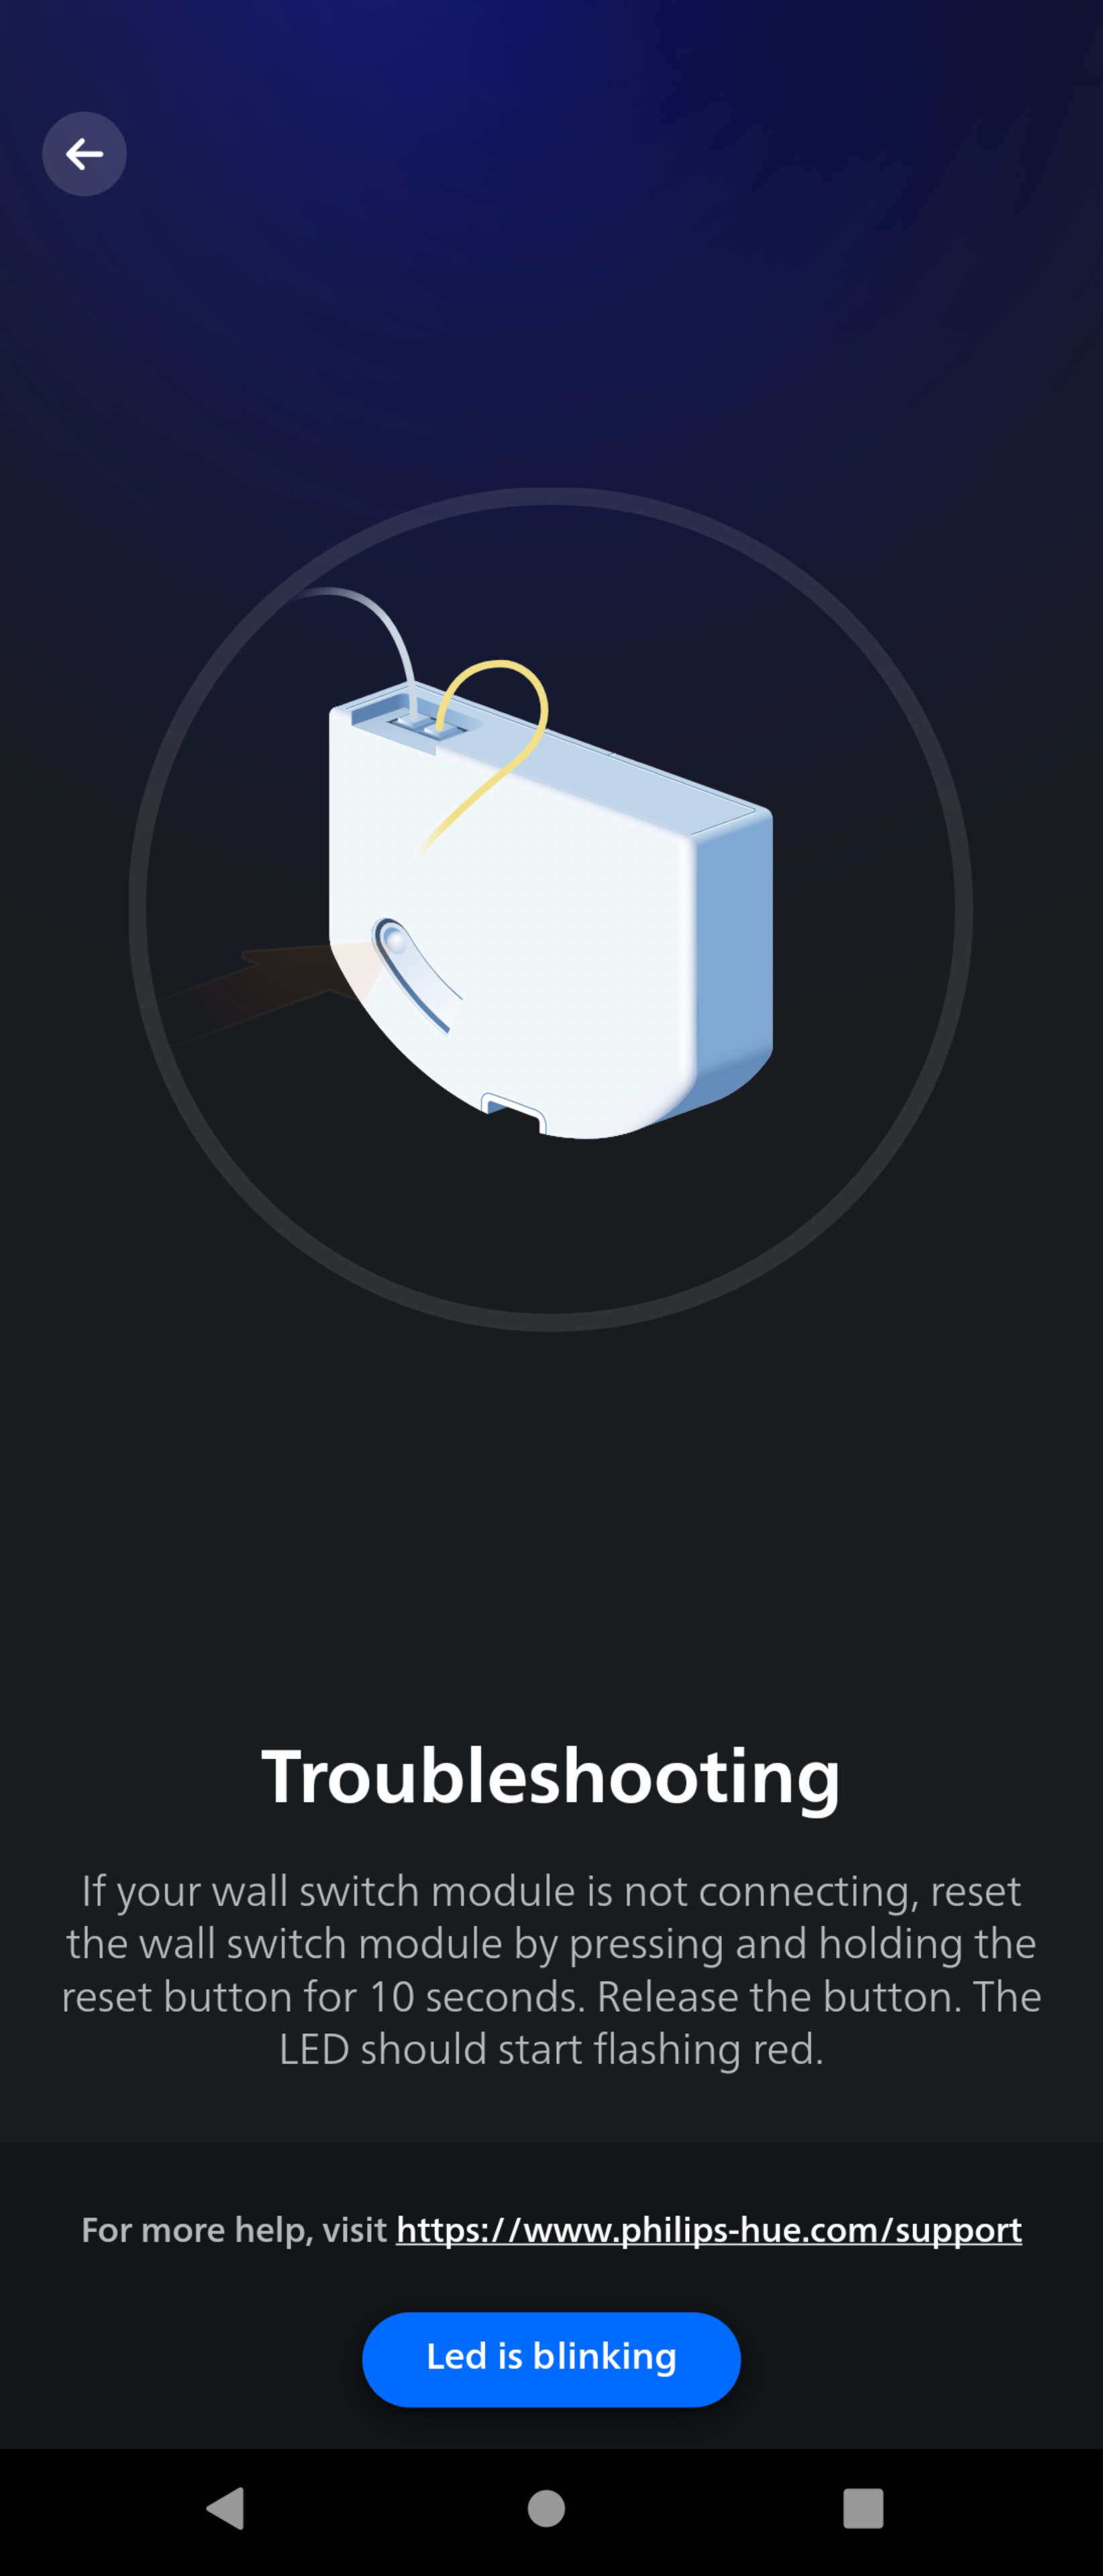 Troubleshooting
If your wall switch module is not connecting, reset
the wall switch module by pressing and holding the
reset button for 10 seconds. Release the button. The
LED should start flashing red.
For more help, visit https://www.philips-hue.com/support
Led is blinking